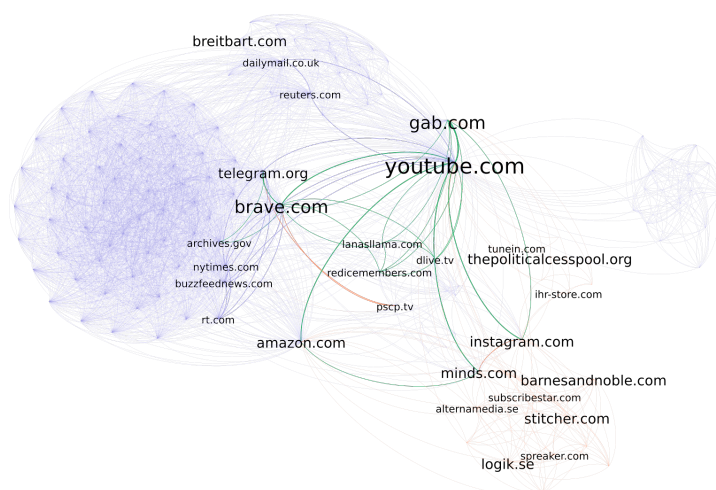 breitbart.com
dailymail.co.uk
reuters.com
gab.com
youtube.com
telegram.org
brave.com
archives.gov
lanasllama.com
tunein.com
dlive.tv
thepoliticalcesspool.org
nytimes.com
redicemembers.com
buzzfeednews.com
ihr-store.com
pscp.tv
rt.com
amazon.com
instagram.com
minds.com
barnesandnoble.com
subscribestar.com
alternamedia.se
stitcher.com
spreaker.com
logik.se